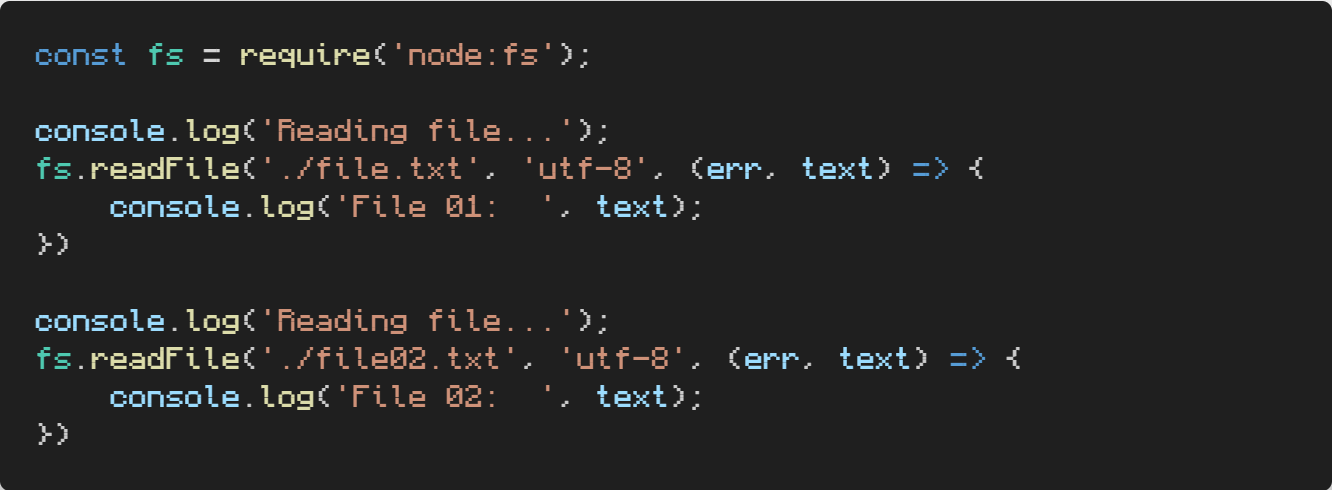 const fs = require('node:fs');
console.log('Reading file...');
fs.readFile('./file.txt', 'utf-8', (err, text) => {
    console.log('File 01:  ', text);
})
console.log('Reading file...');
fs.readFile('./file02.txt', 'utf-8', (err, text) => {
    console.log('File 02:  ', text);
})